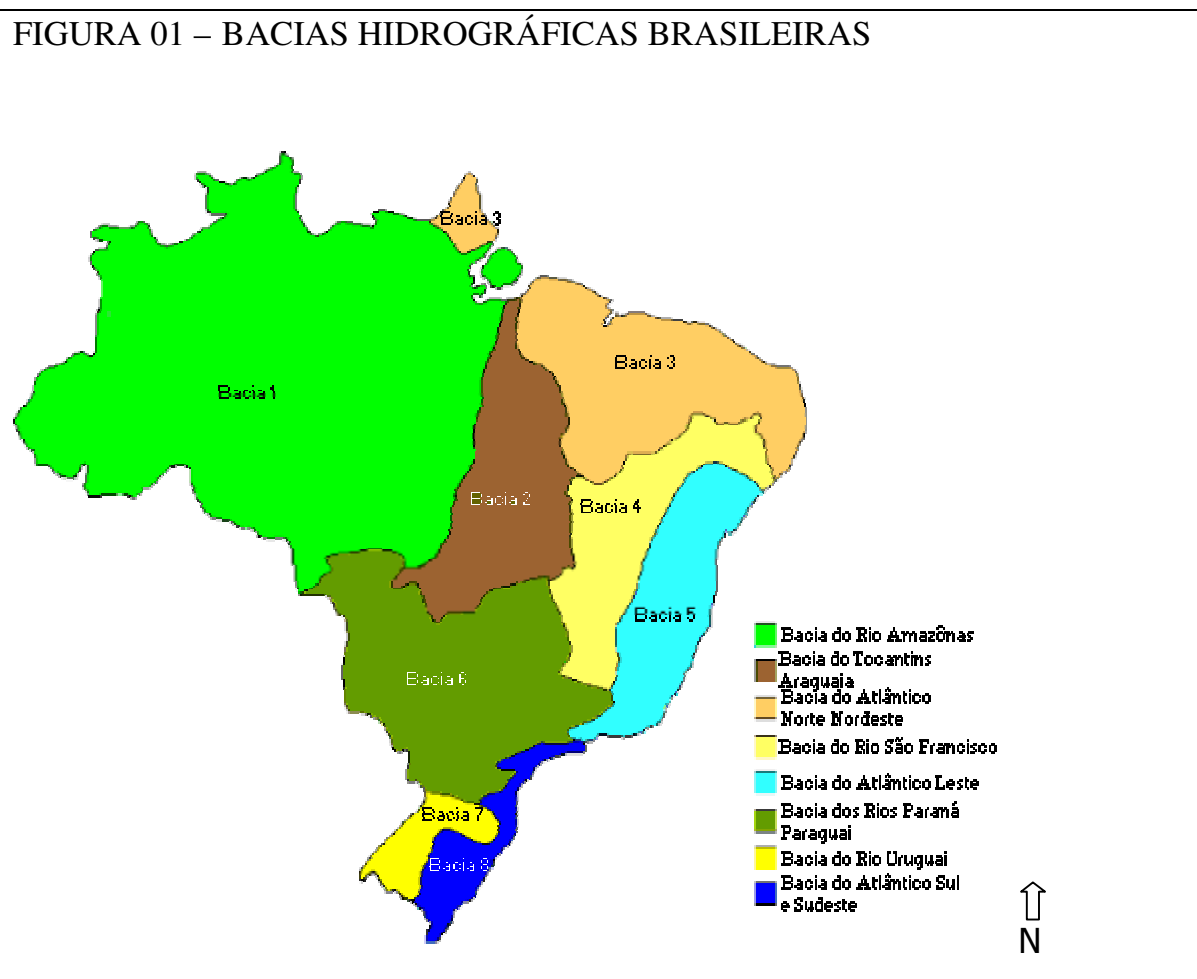 FIGURA 01 – BACIAS HIDROGRÁFICAS BRASILEIRAS
Bacia 3
Bacia 3
Bacia 1
Bacia 2
Bacia 4
Bacia 5
Bacia 6
Bacia 7
Bacia 8
Bacia do Rio Amazônas
Bacia do Tocantins
Araguaia
Bacia do Atlântico
Norte Nordeste
Bacia do Rio São Francisco
Bacia do Atlântico Leste
Bacia dos Rios Paraná
Paraguai
Bacia do Rio Uruguai
Bacia do Atlântico Sul
e Sudeste
N